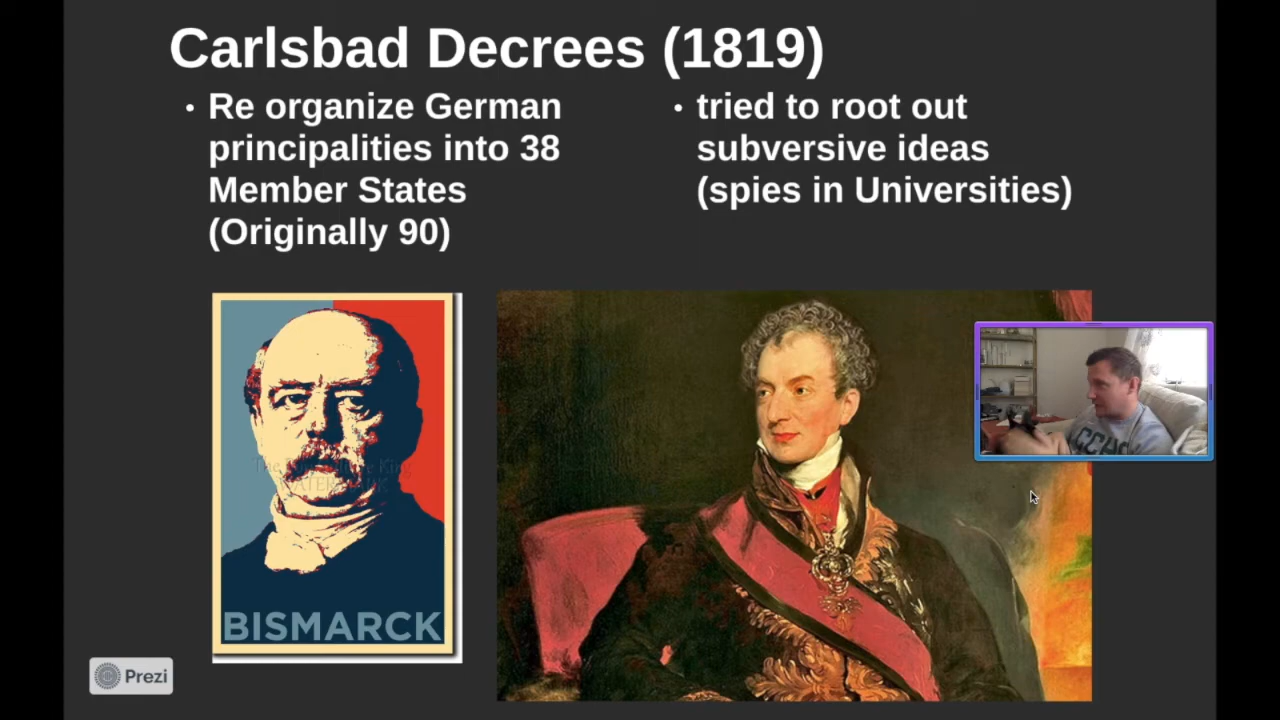 Carlsbad Decrees (1819)
• Re organize German
principalities into 38
Member States
(Originally 90)
• tried to root out
subversive ideas
(spies in Universities)
BISMARCK
Prezi